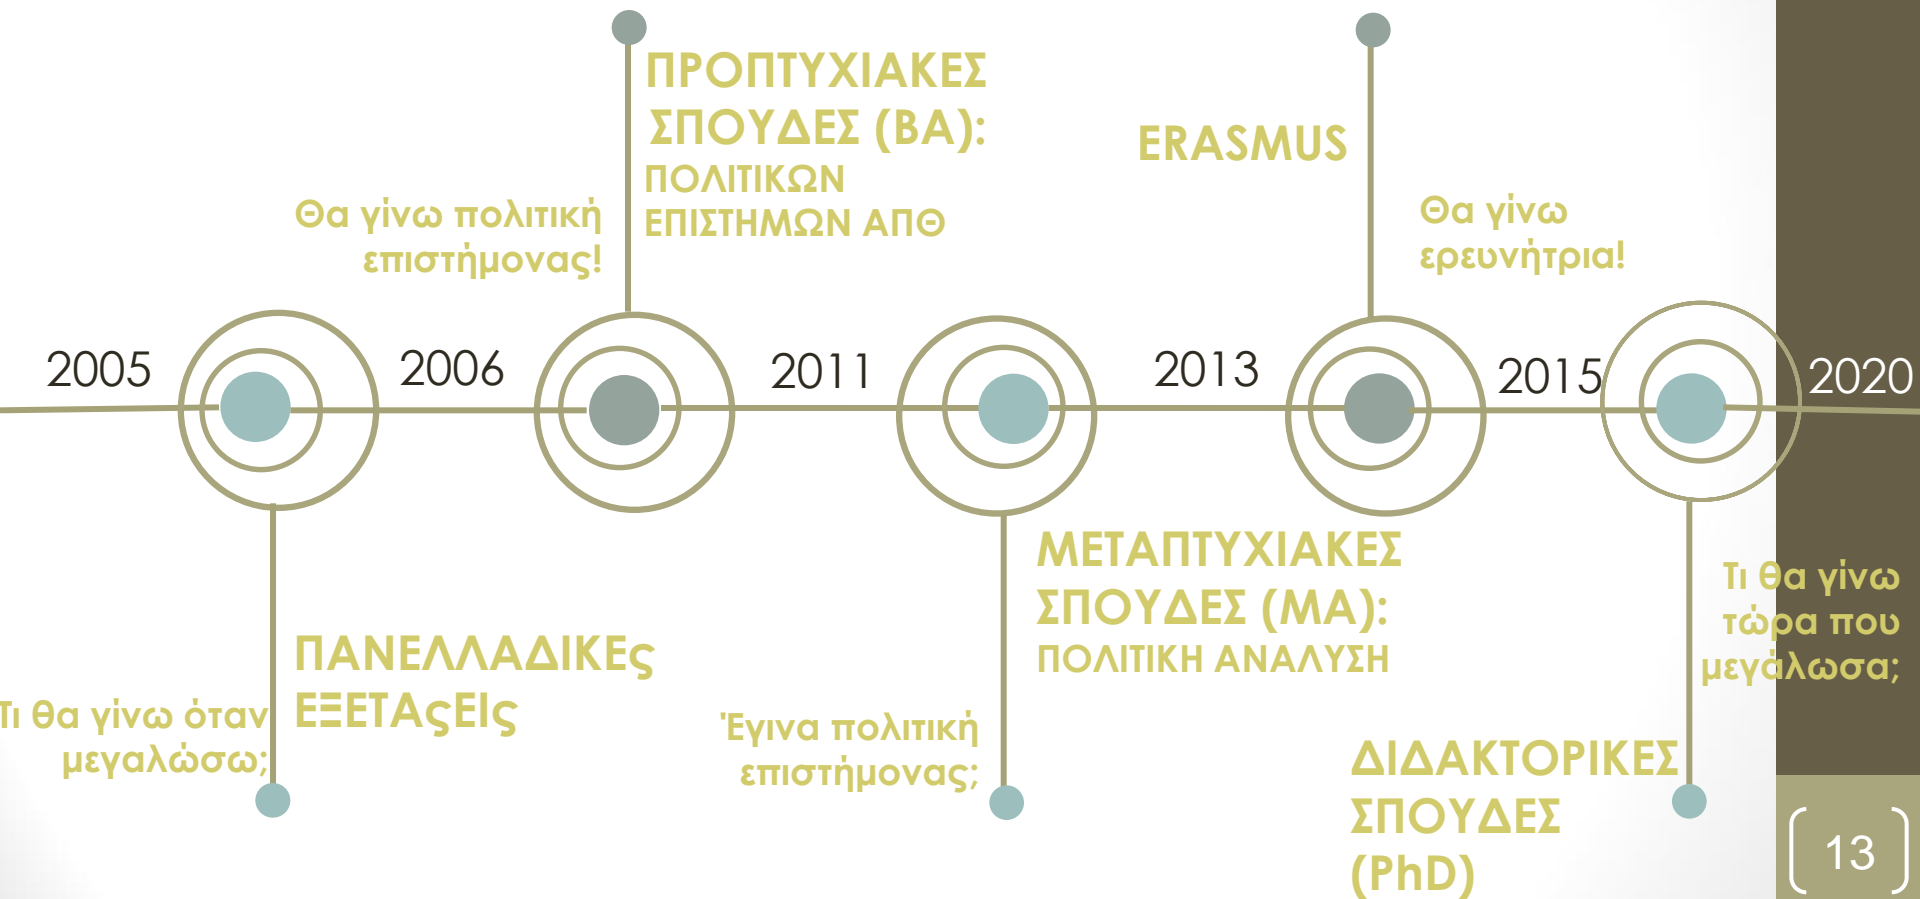 2005
2006
2011
2013
2015
2020
Τι θα γίνω όταν
μεγαλώσω;
ΠΑΝΕΛΛΑΔΙΚΕς
ΕΞΕΤΑςΕΙς
Θα γίνω πολιτική
επιστήμονας!
ΠΡΟΠΤΥΧΙΑΚΕΣ
ΣΠΟΥΔΕΣ (BA):
ΠΟΛΙΤΙΚΩΝ
ΕΠΙΣΤΗΜΩΝ ΑΠΘ
Έγινα πολιτική
επιστήμονας;
ΜΕΤΑΠΤΥΧΙΑΚΕΣ
ΣΠΟΥΔΕΣ (MA):
ΠΟΛΙΤΙΚΗ ΑΝΑΛΥΣΗ
ERASMUS
Θα γίνω
ερευνήτρια!
ΔΙΔΑΚΤΟΡΙΚΕΣ
ΣΠΟΥΔΕΣ
(PhD)
Τι θα γίνω
τώρα που
μεγάλωσα;
13